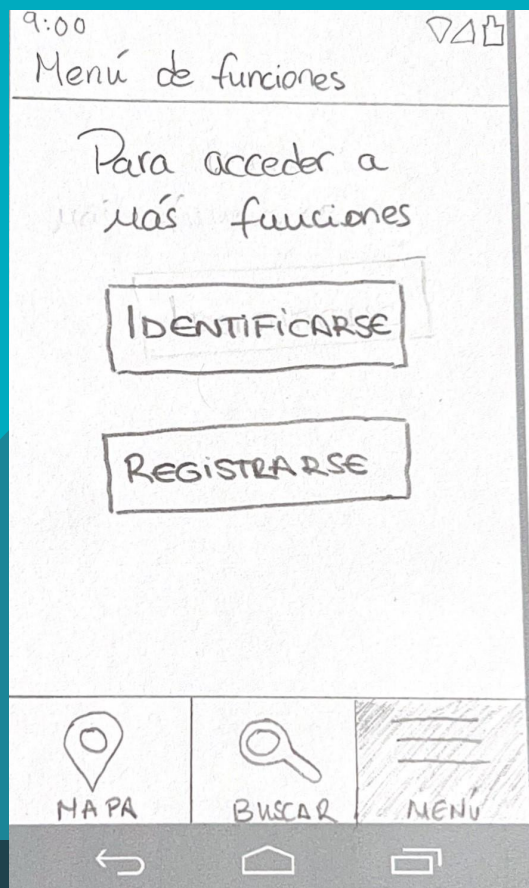 9:00
Menú de funciones
Para acceder a
más funciones
IDENTIFICARSE
REGISTRARSE
MAPA
BUSCAR
MENÚ